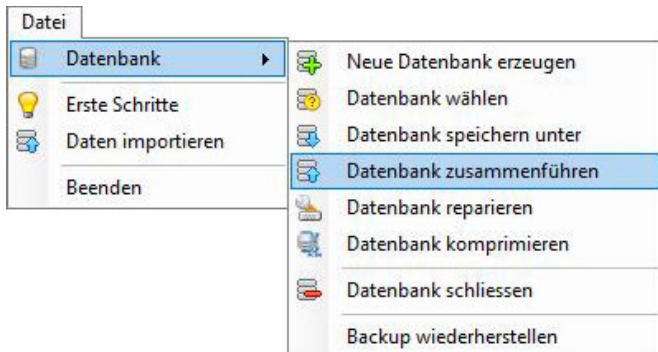 Datei
Datenbank
Erste Schritte
Daten importieren
Beenden
Neue Datenbank erzeugen
Datenbank wählen
Datenbank speichern unter
Datenbank zusammenführen
Datenbank reparieren
Datenbank komprimieren
Datenbank schliessen
Backup wiederherstellen